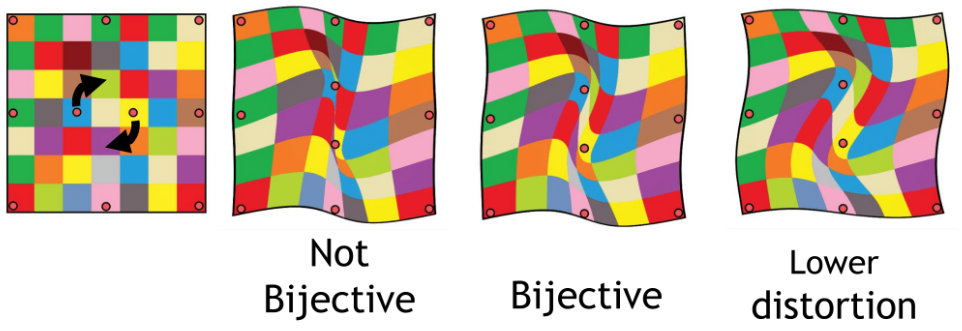 Not
Bijective
Bijective
Lower
distortion